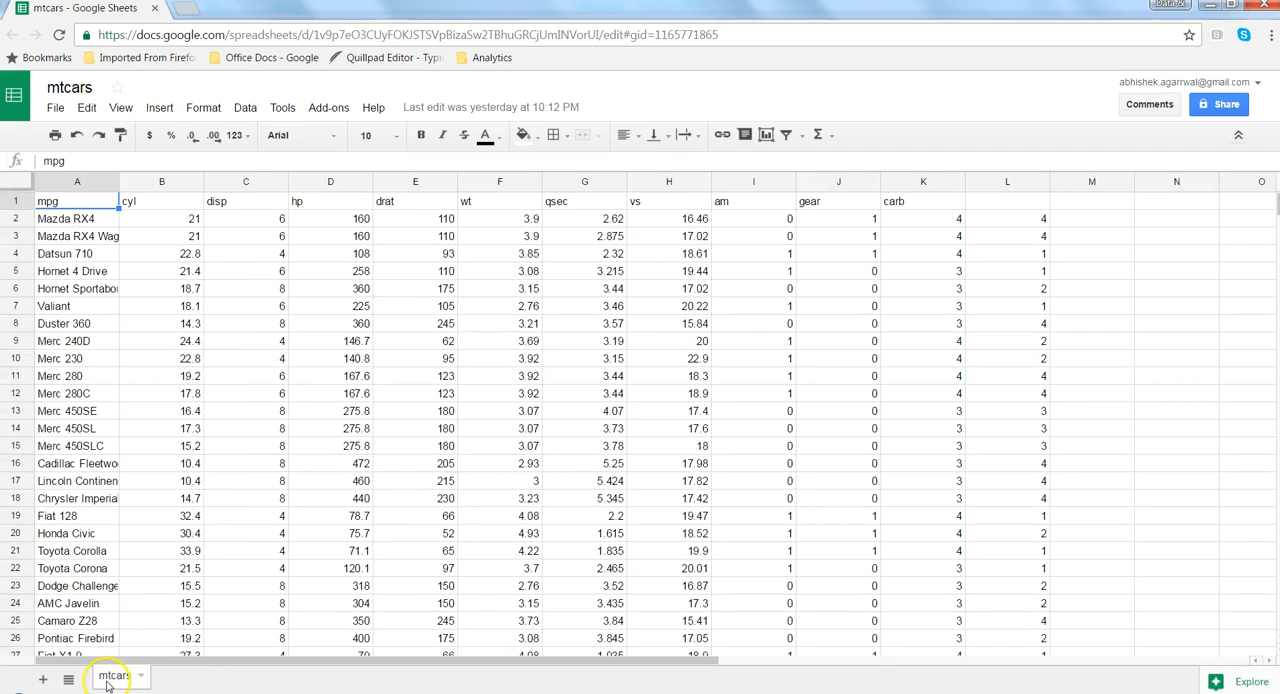 mtcars - Google Sheets × Data &
https://docs.google.com/spreadsheets/d/1v9p7eO3CUyFOKJSTSVp8izaSw2TBhuGRCjUmINVorUI/edit#gid=1165771865
Bookmarks Imported From Firefo Office Docs - Google Quillpad Editor - Typi Analytics
mtcars abhishek.agarrwal@gmail.com
File Edit View Insert Format Data Tools Add-ons Help Last edit was yesterday at 10:12 PM Comments Share
$ % .0 .00 123 Arial 10 B I S A Σ
fx mpg
A B C D E F G H I J K L M N O
1 mpg cyl disp hp drat wt qsec vs am gear carb
2 Mazda RX4 21 6 160 110 3.9 2.62 16.46 0 1 4 4
3 Mazda RX4 Wag 21 6 160 110 3.9 2.875 17.02 0 1 4 4
4 Datsun 710 22.8 4 108 93 3.85 2.32 18.61 1 1 4 1
5 Hornet 4 Drive 21.4 6 258 110 3.08 3.215 19.44 1 0 3 1
6 Hornet Sportabou 18.7 8 360 175 3.15 3.44 17.02 0 0 3 2
7 Valiant 18.1 6 225 105 2.76 3.46 20.22 1 0 3 1
8 Duster 360 14.3 8 360 245 3.21 3.57 15.84 0 0 3 4
9 Merc 240D 24.4 4 146.7 62 3.69 3.19 20 1 0 4 2
10 Merc 230 22.8 4 140.8 95 3.92 3.15 22.9 1 0 4 2
11 Merc 280 19.2 6 167.6 123 3.92 3.44 18.3 1 0 4 4
12 Merc 280C 17.8 6 167.6 123 3.92 3.44 18.9 1 0 4 4
13 Merc 450SE 16.4 8 275.8 180 3.07 4.07 17.4 0 0 3 3
14 Merc 450SL 17.3 8 275.8 180 3.07 3.73 17.6 0 0 3 3
15 Merc 450SLC 15.2 8 275.8 180 3.07 3.78 18 0 0 3 3
16 Cadillac Fleetwo 10.4 8 472 205 2.93 5.25 17.98 0 0 3 4
17 Lincoln Continen 10.4 8 460 215 3 5.424 17.82 0 0 3 4
18 Chrysler Imperia 14.7 8 440 230 3.23 5.345 17.42 0 0 3 4
19 Fiat 128 32.4 4 78.7 66 4.08 2.2 19.47 1 1 4 1
20 Honda Civic 30.4 4 75.7 52 4.93 1.615 18.52 1 1 4 2
21 Toyota Corolla 33.9 4 71.1 65 4.22 1.835 19.9 1 1 4 1
22 Toyota Corona 21.5 4 120.1 97 3.7 2.465 20.01 1 0 3 1
23 Dodge Challenge 15.5 8 318 150 2.76 3.52 16.87 0 0 3 2
24 AMC Javelin 15.2 8 304 150 3.15 3.435 17.3 0 0 3 2
25 Camaro Z28 13.3 8 350 245 3.73 3.84 15.41 0 0 3 4
26 Pontiac Firebird 19.2 8 400 175 3.08 3.845 17.05 0 0 3 2
27 Fiat X1-9 27.3 4 79 66 4.08 1.935 18.9 1 1 4 1
mtcars Explore